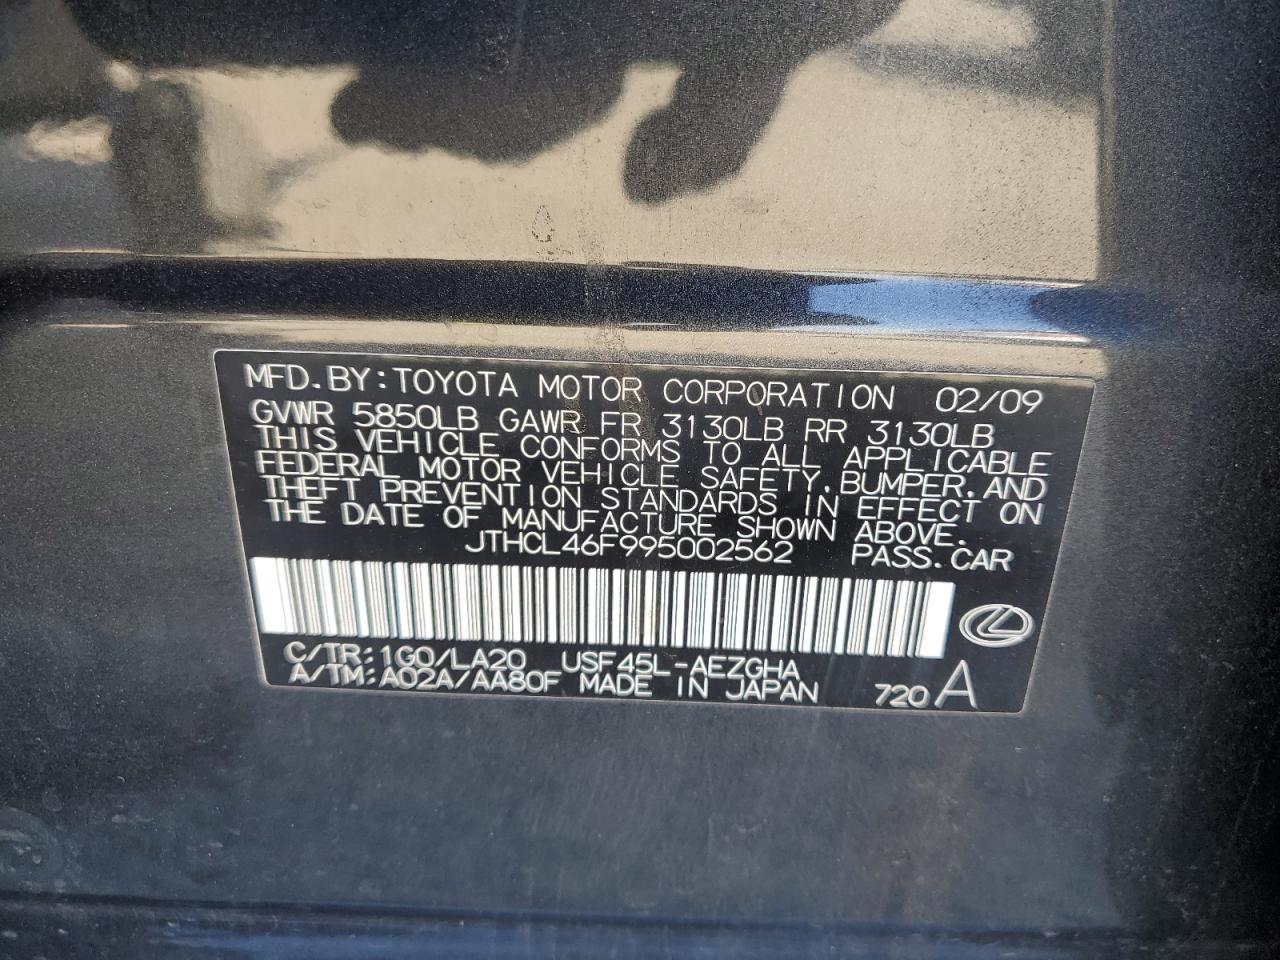 MFD.BY:TOYOTA MOTOR CORPORATION 02/09
GVWR 5850LB GAWR FR 3130LB RR 3130LB
THIS VEHICLE CONFORMS TO ALL APPLICABLE
FEDERAL MOTOR VEHICLE SAFETY,BUMPER,AND
THEFT PREVENTION STANDARDS IN EFFECT ON
THE DATE OF MANUFACTURE SHOWN ABOVE.
JTHCL46F995002562 PASS.CAR
C/TR:1G0/LA20 USF45L-AEZGHA
A/TM:A02A/AA80F MADE IN JAPAN 720 A